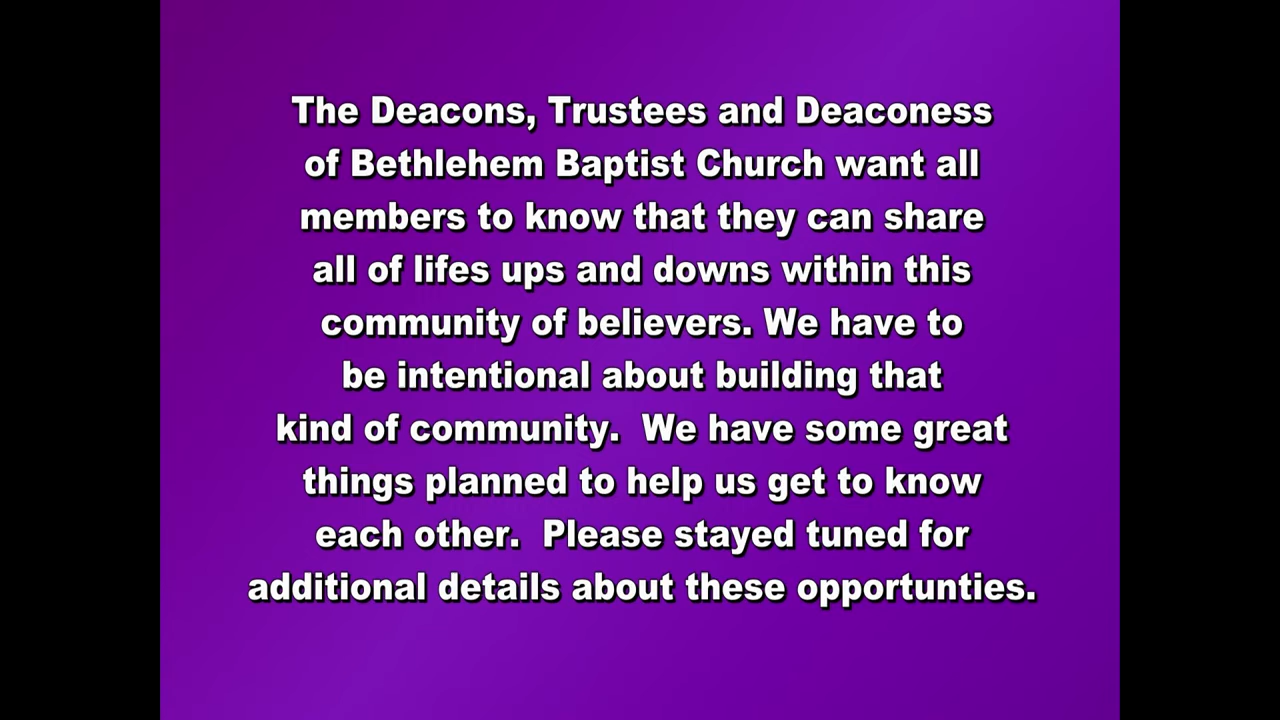 The Deacons, Trustees and Deaconess
of Bethlehem Baptist Church want all
members to know that they can share
all of lifes ups and downs within this
community of believers. We have to
be intentional about building that
kind of community.  We have some great
things planned to help us get to know
each other.  Please stayed tuned for
additional details about these opportunties.